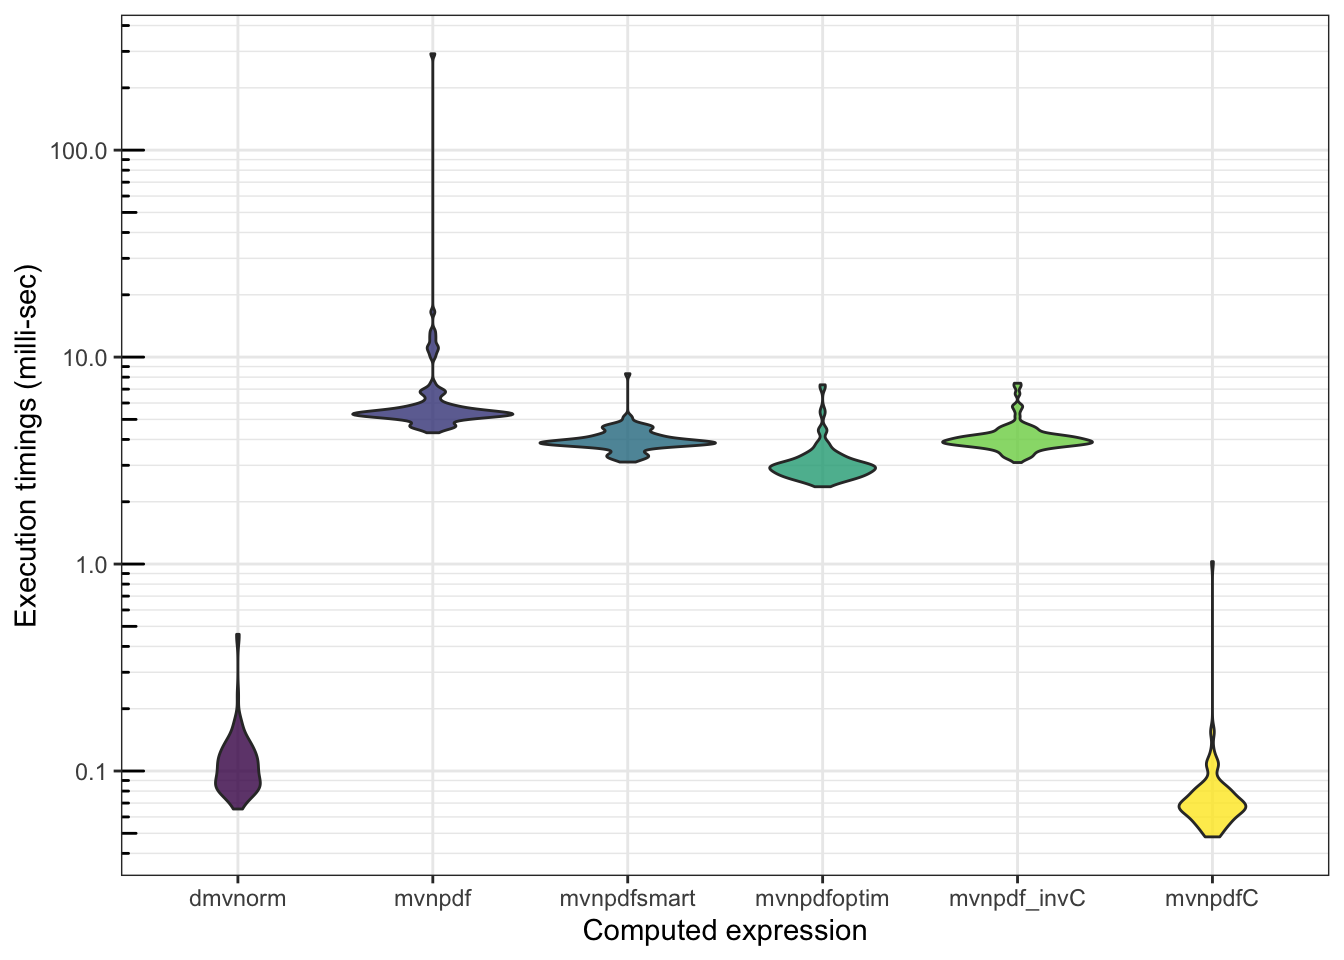 Execution timings (milli-sec)
100.0
10.0
1.0
0.1
dmvnorm
mvnpdf
mvnpdfsmart
mvnpdfoptim
mvnpdf_invC
mvnpdfC
Computed expression